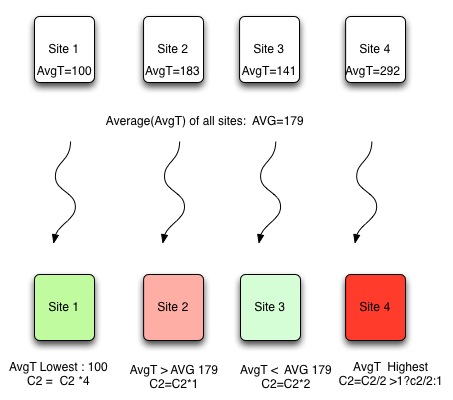 Site 1
AvgT=100
Site 2
AvgT=183
Site 3
AvgT=141
Site 4
AvgT=292
Average(AvgT) of all sites: AVG=179
Site 1
Site 2
Site 3
Site 4
AvgT Lowest : 100
C2 = C2 *4
AvgT > AVG 179
C2=C2*1
AvgT < AVG 179
C2=C2*2
AvgT Highest
C2=C2/2 >1?c2/2:1